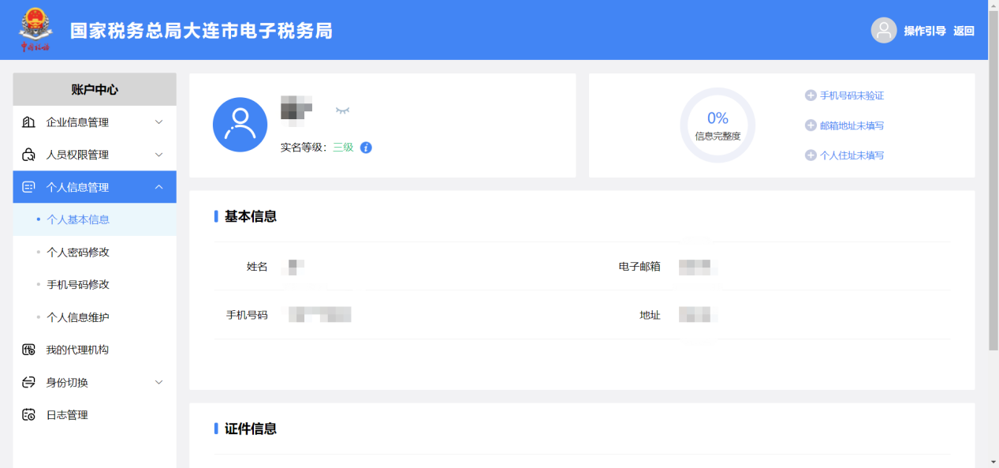 国家税务总局大连市电子税务局
操作引导 返回
账户中心
企业信息管理
人员权限管理
个人信息管理
个人基本信息
个人密码修改
手机号码修改
个人信息维护
我的代理机构
身份切换
日志管理
实名等级：三级
0%
信息完整度
手机号码未验证
邮箱地址未填写
个人住址未填写
基本信息
姓名
电子邮箱
手机号码
地址
证件信息